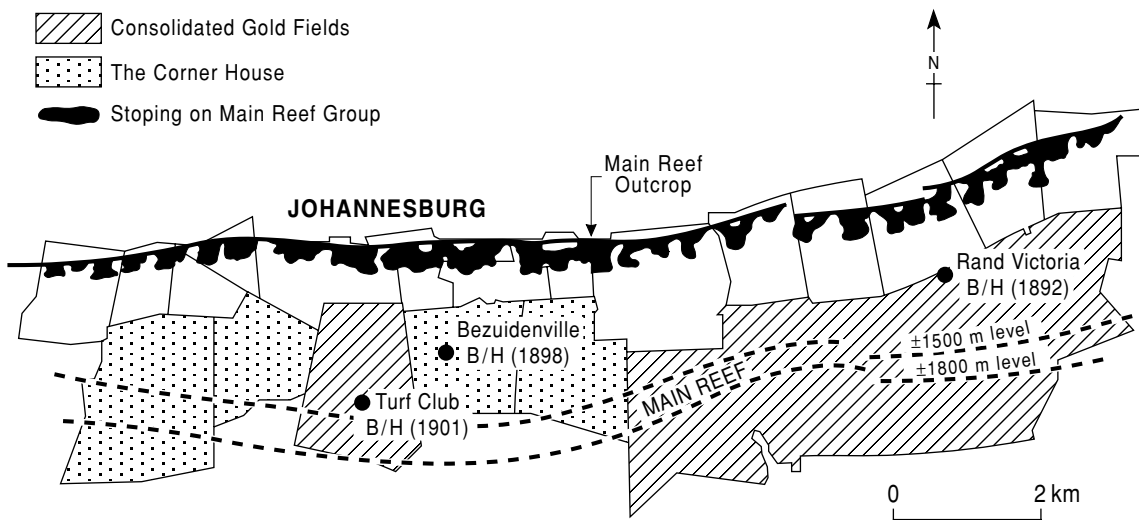 Consolidated Gold Fields
The Corner House
Stoping on Main Reef Group
N
Main Reef
Outcrop
JOHANNESBURG
Rand Victoria
B/H (1892)
Bezuidenville
B/H (1898)
±1500 m level
±1800 m level
MAIN REEF
Turf Club
B/H (1901)
0 2 km